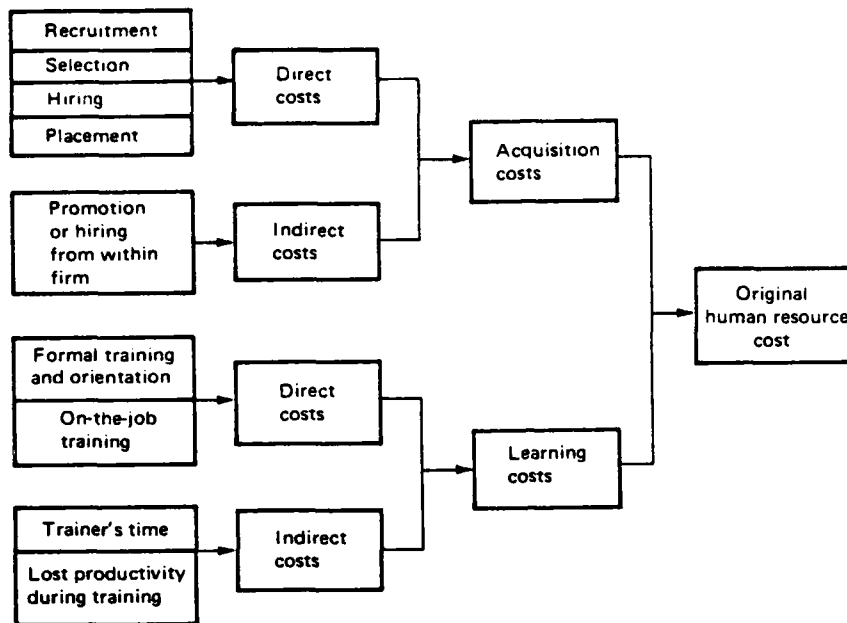 Recruitment
Selection
Hiring
Placement
Direct
costs
Acquisition
costs
Promotion
or hiring
from within
firm
Indirect
costs
Original
human resource
cost
Formal training
and orientation
On-the-job
training
Direct
costs
Learning
costs
Trainer's time
Lost productivity
during training
Indirect
costs